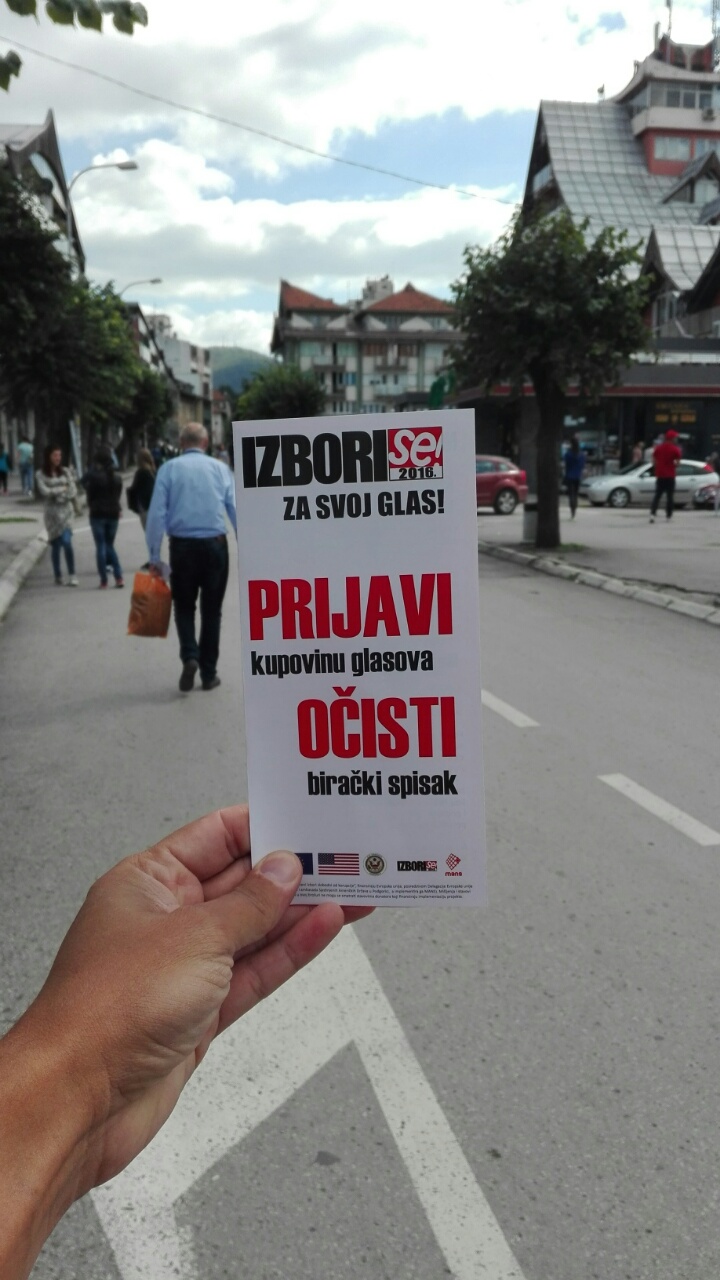 IZBORI SE!
2016.
ZA SVOJ GLAS!
PRIJAVI
kupovinu glasova
OČISTI
birački spisak
IZBORI SE!
mans